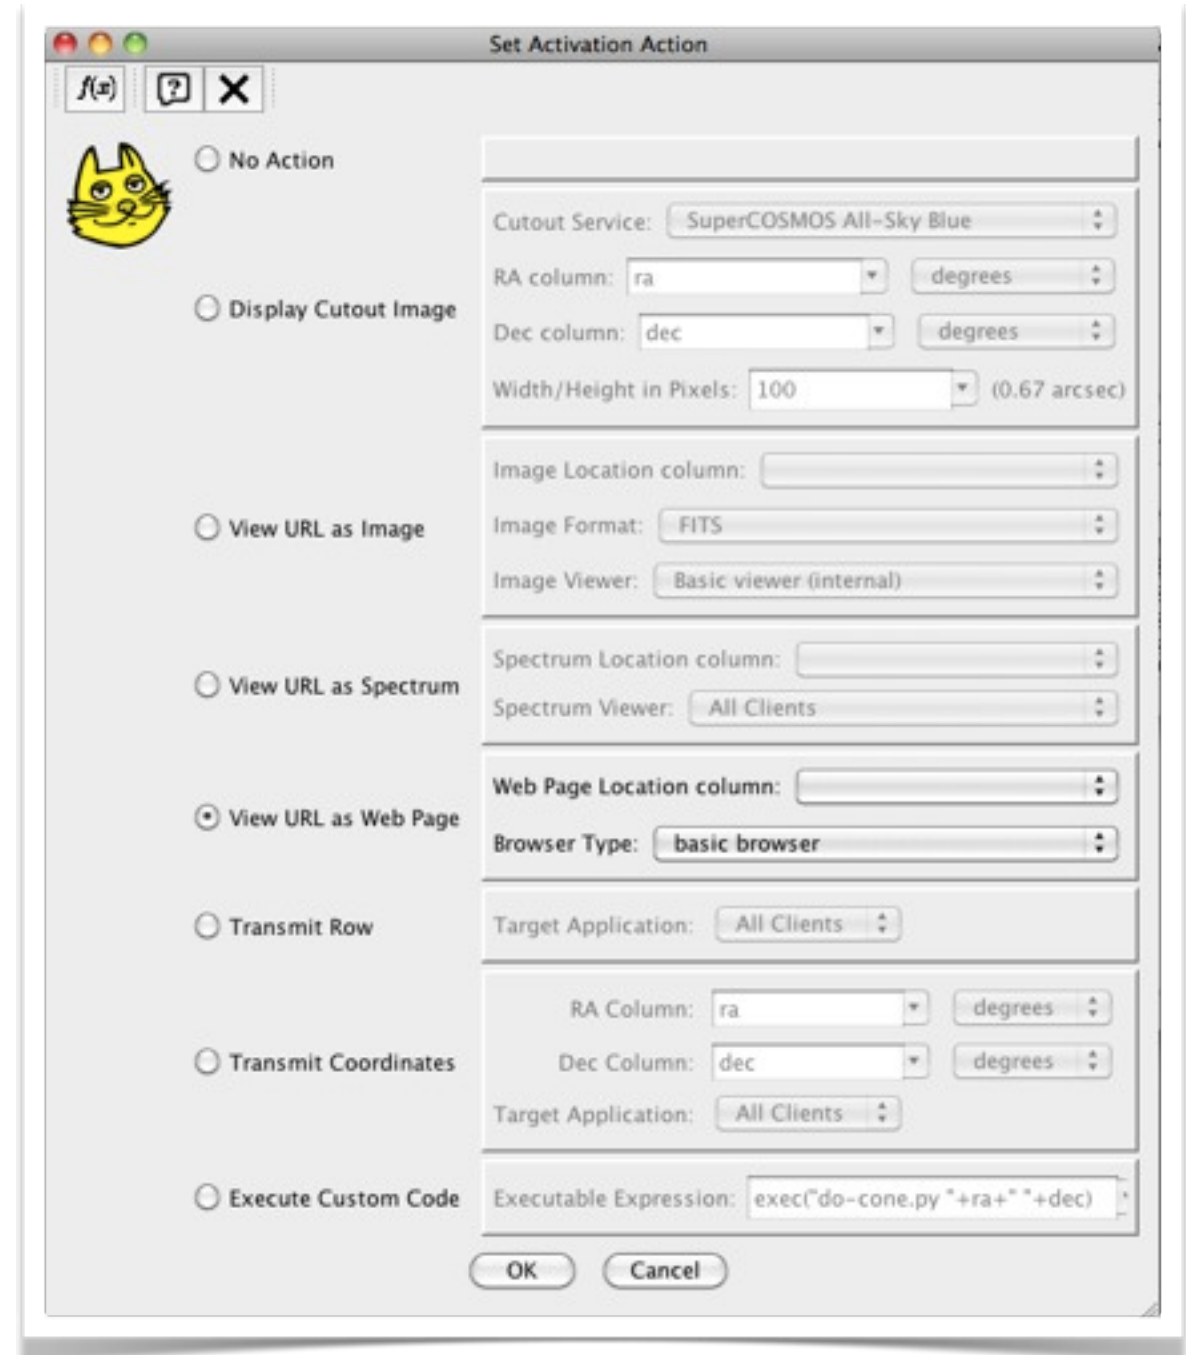 Set Activation Action
f(x) ?
No Action
Cutout Service: SuperCOSMOS All-Sky Blue
RA column: ra degrees
Display Cutout Image
Dec column: dec degrees
Width/Height in Pixels: 100 (0.67 arcsec)
Image Location column:
View URL as Image
Image Format: FITS
Image Viewer: Basic viewer (internal)
Spectrum Location column:
View URL as Spectrum
Spectrum Viewer: All Clients
Web Page Location column:
View URL as Web Page
Browser Type: basic browser
Transmit Row
Target Application: All Clients
RA Column: ra degrees
Transmit Coordinates
Dec Column: dec degrees
Target Application: All Clients
Execute Custom Code
Executable Expression: exec("do-cone.py "+ra+" "+dec)
OK Cancel